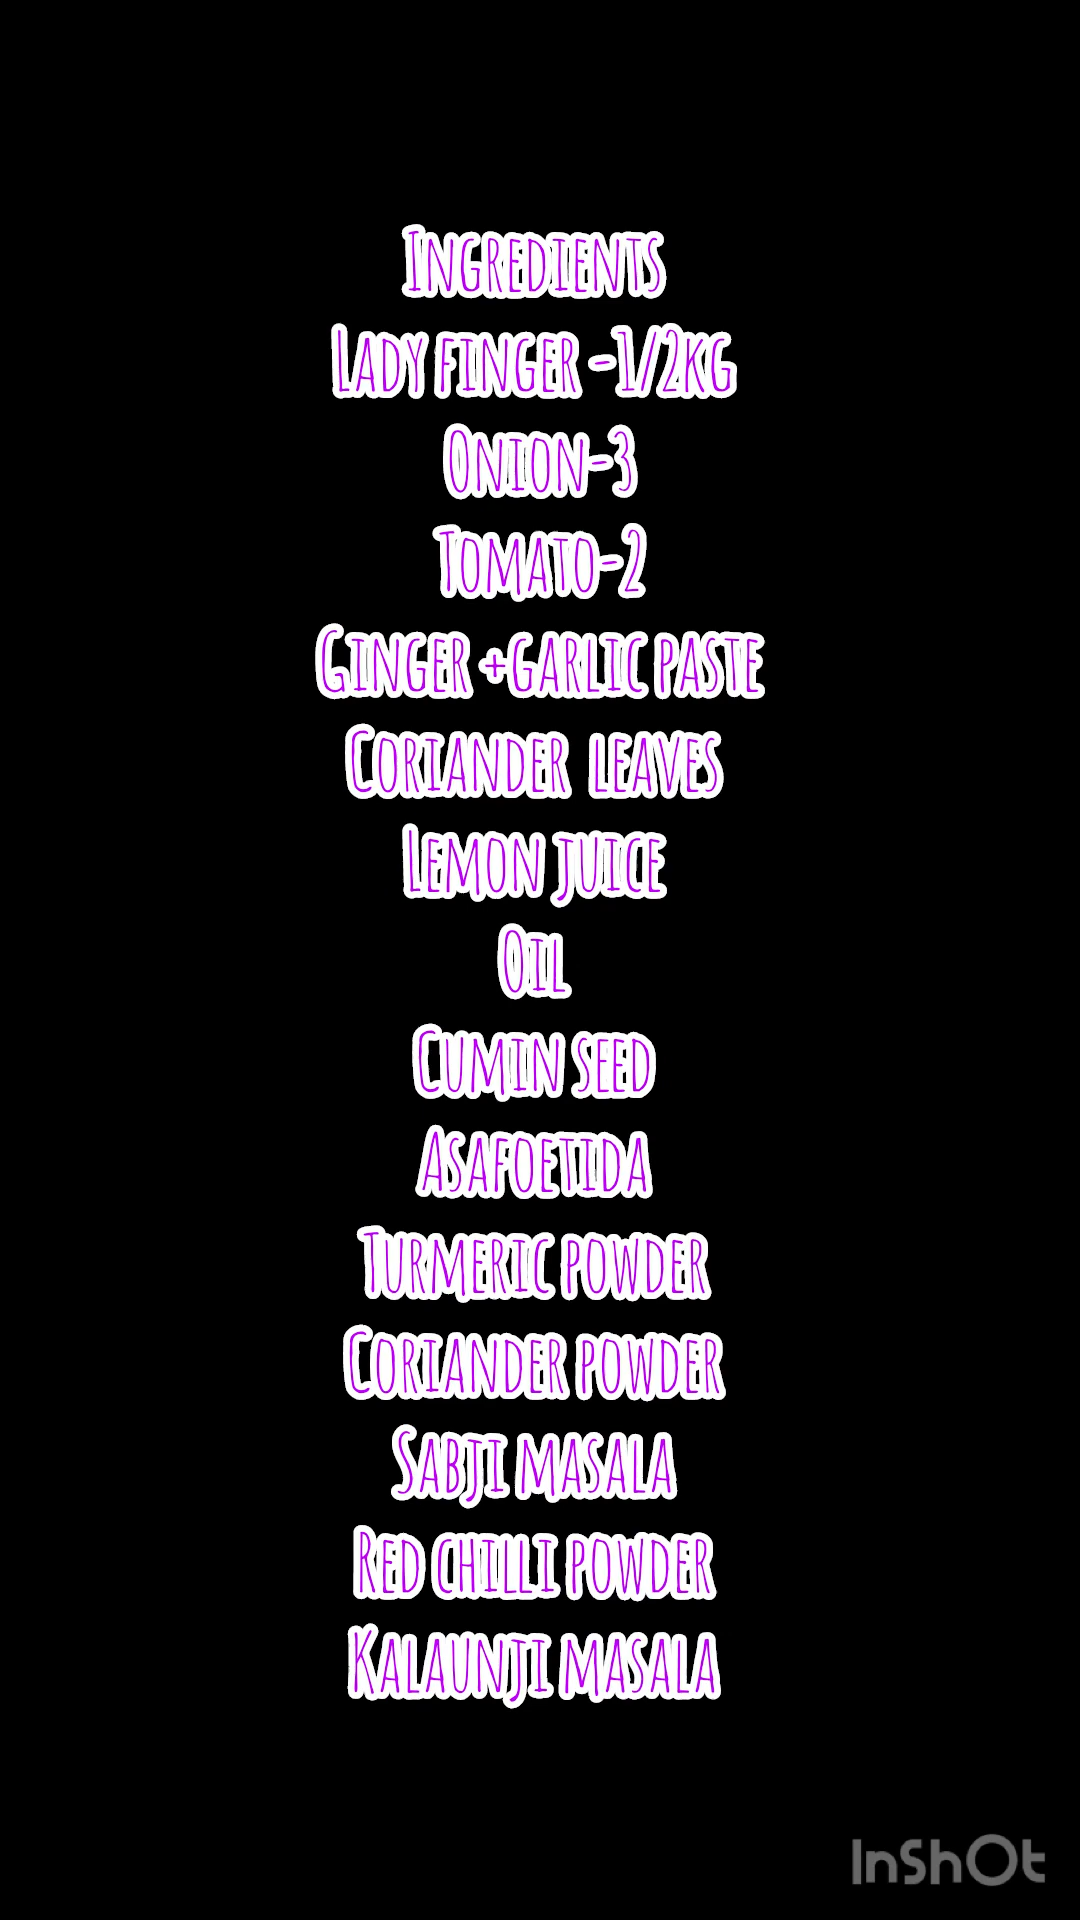 Ingredients
Lady finger -1/2kg
Onion-3
Tomato-2
Ginger +garlic paste
Coriander leaves
Lemon juice
Oil
Cumin seed
Asafoetida
Turmeric powder
Coriander powder
Sabji masala
Red chilli powder
Kalaunji masala
InShOt